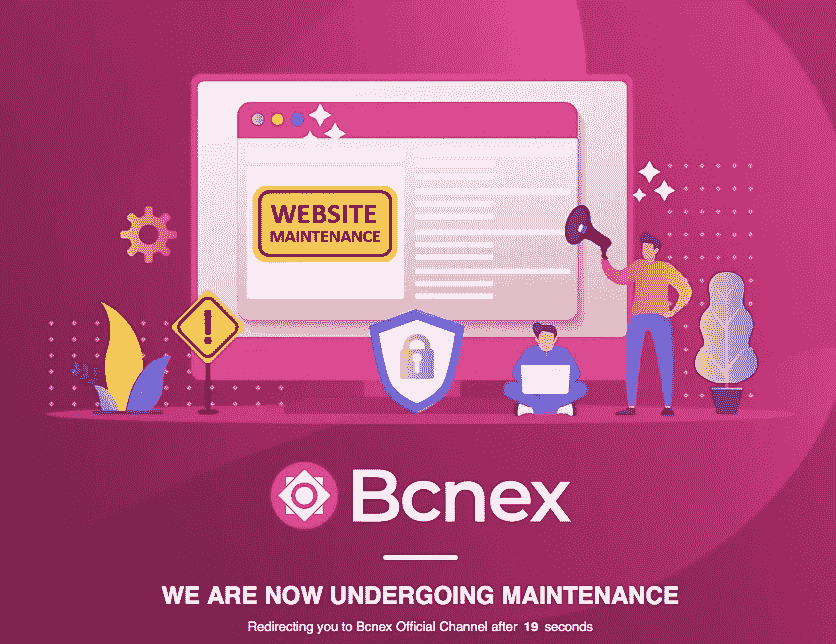 WEBSITE
MAINTENANCE
!
Bcnex
WE ARE NOW UNDERGOING MAINTENANCE
Redirecting you to Bcnex Official Channel after 19 seconds